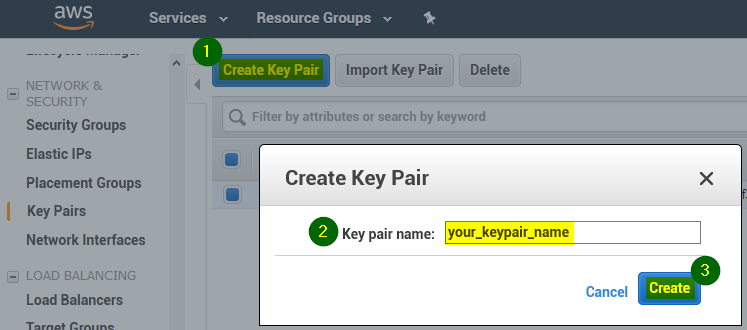 aws
Services
Resource Groups
Lifecycle Manager
1
Create Key Pair
Import Key Pair
Delete
NETWORK &
SECURITY
Security Groups
Elastic IPs
Placement Groups
Key Pairs
Network Interfaces
LOAD BALANCING
Load Balancers
Target Groups
Filter by attributes or search by keyword
Create Key Pair
2
Key pair name:
your_keypair_name
3
Cancel
Create